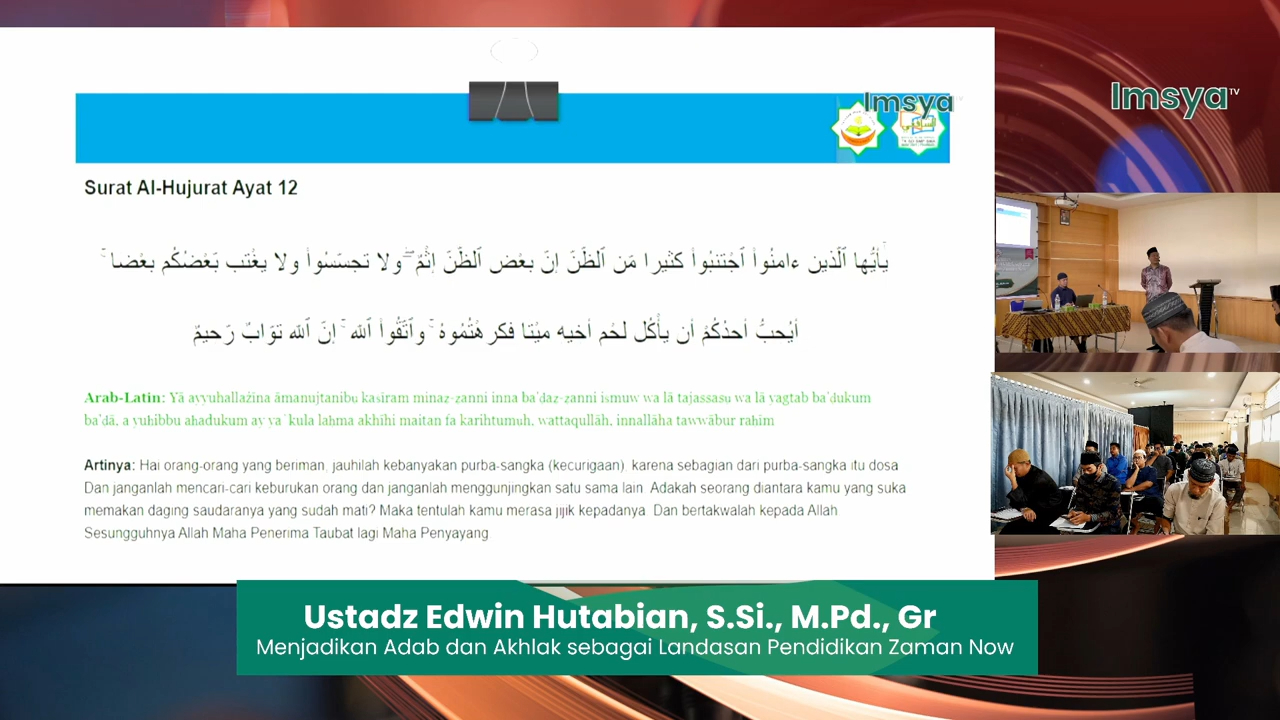 Imsya TV
Imsya TV
Surat Al-Hujurat Ayat 12
يَٰٓأَيُّهَا ٱلَّذِينَ ءَامَنُوا۟ ٱجْتَنِبُوا۟ كَثِيرًا مِّنَ ٱلظَّنِّ إِنَّ بَعْضَ ٱلظَّنِّ إِثْمٌ ۖ وَلَا تَجَسَّسُوا۟ وَلَا يَغْتَب بَّعْضُكُم بَعْضًا ۚ
أَيُحِبُّ أَحَدُكُمْ أَن يَأْكُلَ لَحْمَ أَخِيهِ مَيْتًا فَكَرِهْتُمُوهُ ۚ وَٱتَّقُوا۟ ٱللَّهَ ۚ إِنَّ ٱللَّهَ تَوَّابٌ رَّحِيمٌ
Arab-Latin: Yā ayyuhallażīna āmanujtanibu kaṡīram minaẓ-ẓanni inna ba'daẓ-ẓanni iṡmuw wa lā tajassasu wa lā yagtab ba'dukum
ba'dā, a yuḥibbu aḥadukum ay ya`kula laḥma akhīhi maitan fa karihtumụh, wattaqullāh, innallāha tawwābur raḥīm
Artinya: Hai orang-orang yang beriman, jauhilah kebanyakan purba-sangka (kecurigaan), karena sebagian dari purba-sangka itu dosa
Dan janganlah mencari-cari keburukan orang dan janganlah menggunjingkan satu sama lain. Adakah seorang diantara kamu yang suka
memakan daging saudaranya yang sudah mati? Maka tentulah kamu merasa jijik kepadanya. Dan bertakwalah kepada Allah
Sesungguhnya Allah Maha Penerima Taubat lagi Maha Penyayang.
Ustadz Edwin Hutabian, S.Si., M.Pd., Gr
Menjadikan Adab dan Akhlak sebagai Landasan Pendidikan Zaman Now